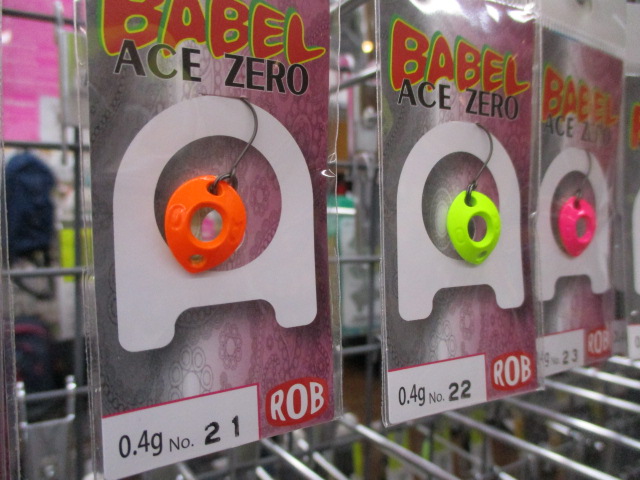 BABEL
ACE ZERO
0.4g No. 21
ROB
BABEL
ACE ZERO
0.4g No. 22
ROB
BABEL
ACE ZERO
g No. 23
ROB